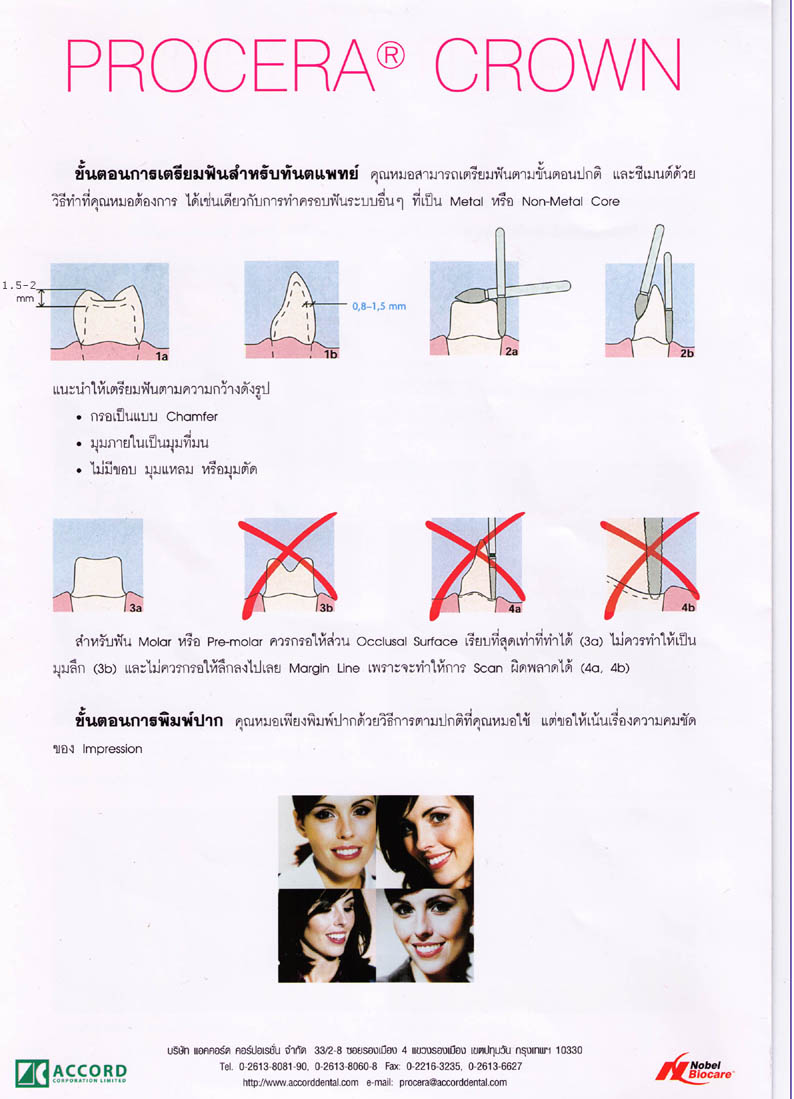 PROCERA® CROWN
ขั้นตอนการเตรียมฟันสำหรับทันตแพทย์ คุณหมอสามารถเตรียมฟันตามขั้นตอนปกติ และซีเมนต์ด้วย
วิธีทำที่คุณหมอต้องการ ได้เช่นเดียวกับการทำครอบฟันระบบอื่นๆ ที่เป็น Metal หรือ Non-Metal Core
1.5-2
mm
0,8–1,5 mm
1a
1b
2a
2b
แนะนำให้เตรียมฟันตามความกว้างดังรูป
• กรอเป็นแบบ Chamfer
• มุมภายในเป็นมุมที่มน
• ไม่มีขอบ มุมแหลม หรือมุมตัด
3a
3b
4a
4b
สำหรับฟัน Molar หรือ Pre-molar ควรกรอให้ส่วน Occlusal Surface เรียบที่สุดเท่าที่ทำได้ (3a) ไม่ควรทำให้เป็น
มุมลึก (3b) และไม่ควรกรอให้ลึกลงไปเลย Margin Line เพราะจะทำให้การ Scan ผิดพลาดได้ (4a, 4b)
ขั้นตอนการพิมพ์ปาก คุณหมอเพียงพิมพ์ปากด้วยวิธีการตามปกติที่คุณหมอใช้ แต่ขอให้เน้นเรื่องความคมชัด
ของ Impression
บริษัท แอคคอร์ด คอร์ปอเรชั่น จำกัด 33/2-8 ซอยรองเมือง 4 แขวงรองเมือง เขตปทุมวัน กรุงเทพฯ 10330
Tel. 0-2613-8081-90, 0-2613-8060-8 Fax: 0-2216-3235, 0-2613-6627
http://www.accorddental.com e-mail: procera@accorddental.com
ACCORD
CORPORATION LIMITED
Nobel
Biocare™